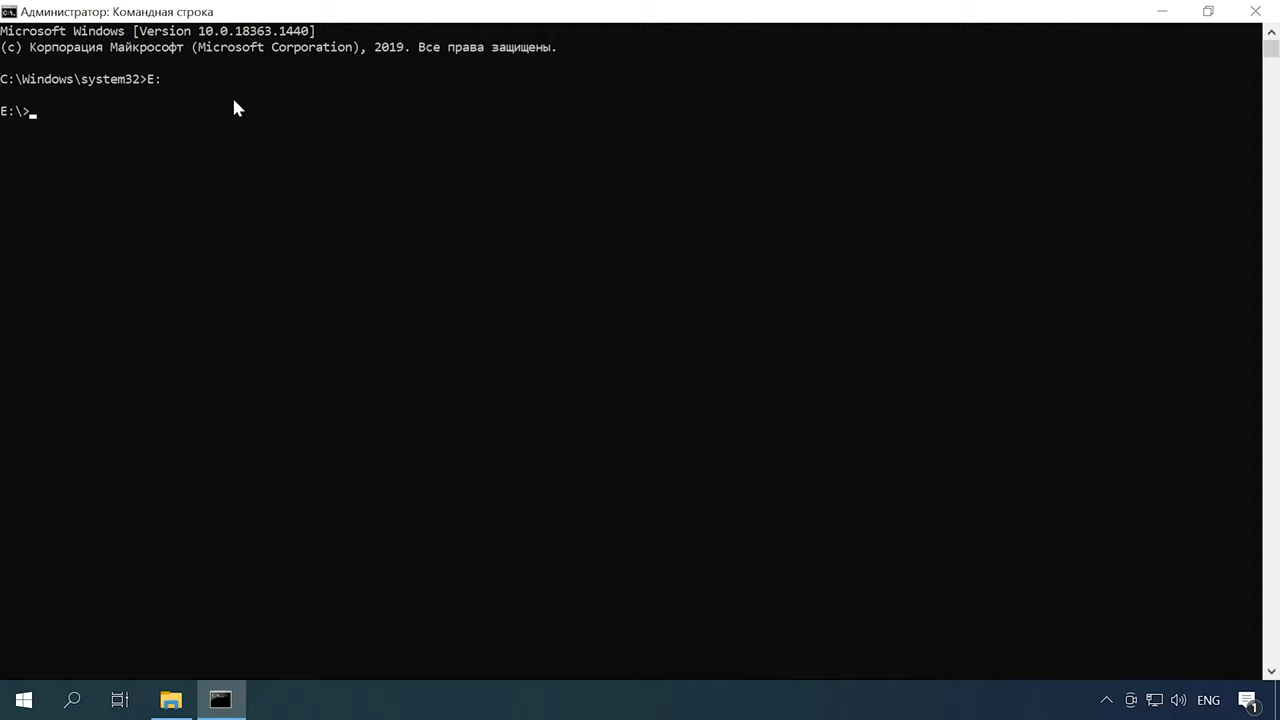 Администратор: Командная строка
Microsoft Windows [Version 10.0.18363.1440]
(c) Корпорация Майкрософт (Microsoft Corporation), 2019. Все права защищены.
C:\Windows\system32>E:
E:\>
ENG
1